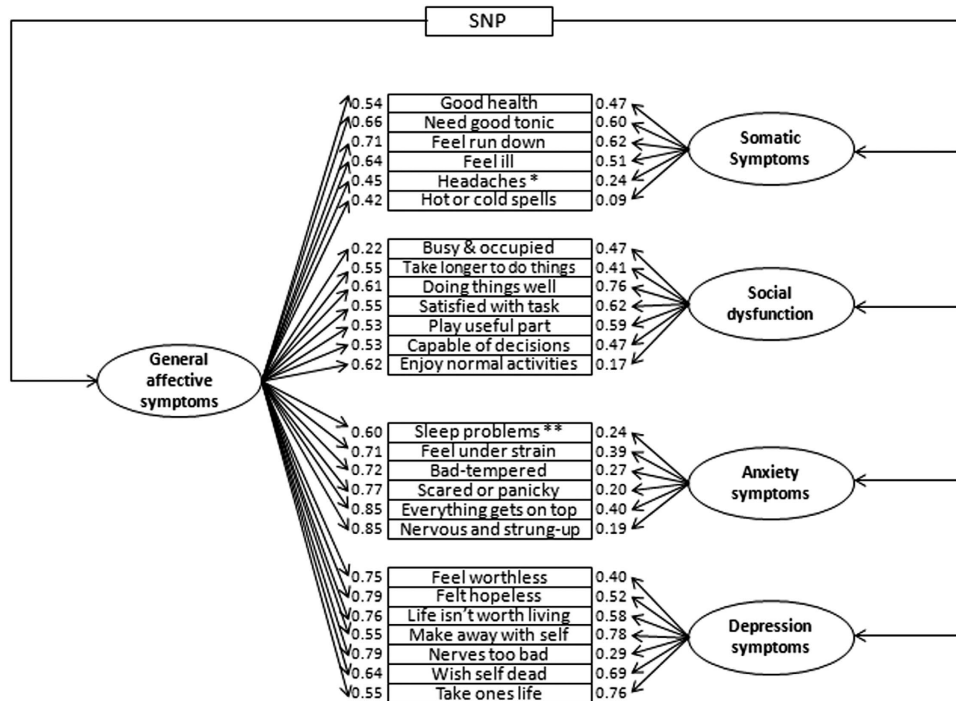 SNP
0.54 Good health 0.47
0.66 Need good tonic 0.60
0.71 Feel run down 0.62
0.64 Feel ill 0.51
0.45 Headaches * 0.24
0.42 Hot or cold spells 0.09
Somatic
Symptoms
0.22 Busy & occupied 0.47
0.55 Take longer to do things 0.41
0.61 Doing things well 0.76
0.55 Satisfied with task 0.62
0.53 Play useful part 0.59
0.53 Capable of decisions 0.47
0.62 Enjoy normal activities 0.17
Social
dysfunction
General
affective
symptoms
0.60 Sleep problems ** 0.24
0.71 Feel under strain 0.39
0.72 Bad-tempered 0.27
0.77 Scared or panicky 0.20
0.85 Everything gets on top 0.40
0.85 Nervous and strung-up 0.19
Anxiety
symptoms
0.75 Feel worthless 0.40
0.79 Felt hopeless 0.52
0.76 Life isn't worth living 0.58
0.55 Make away with self 0.78
0.79 Nerves too bad 0.29
0.64 Wish self dead 0.69
0.55 Take ones life 0.76
Depression
symptoms